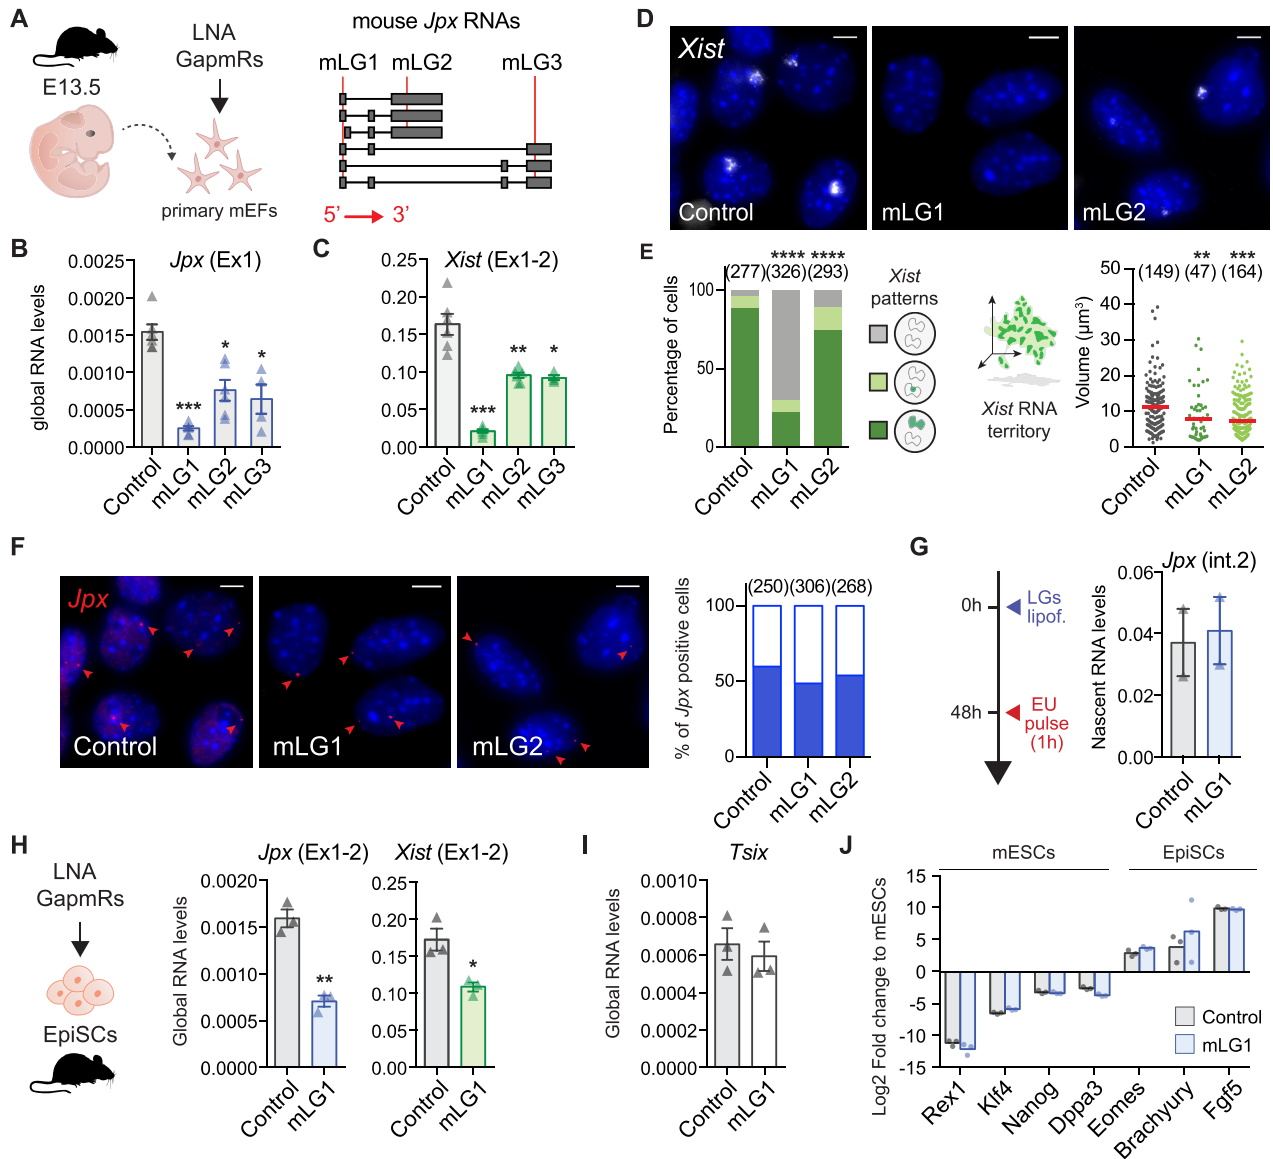 A
E13.5
LNA
GapmRs
primary mEFs
mouse Jpx RNAs
mLG1
mLG2
mLG3
5’
3’
B
Jpx (Ex1)
global RNA levels
0.0025
0.0020
0.0015
0.0010
0.0005
0.0000
***
*
*
Control
mLG1
mLG2
mLG3
C
Xist (Ex1-2)
0.25
0.20
0.15
0.10
0.05
0.00
***
**
*
Control
mLG1
mLG2
mLG3
D
Xist
Control
mLG1
mLG2
E
Percentage of cells
**** ****
(277) (326) (293)
100
50
0
Control
mLG1
mLG2
Xist
patterns
Xist RNA
territory
Volume (µm³)
** ***
(149) (47) (164)
50
40
30
20
10
0
Control
mLG1
mLG2
F
Jpx
Control
mLG1
mLG2
% of Jpx positive cells
(250) (306) (268)
100
50
0
Control
mLG1
mLG2
G
0h
LGs
lipof.
48h
EU
pulse
(1h)
Jpx (int.2)
Nascent RNA levels
0.06
0.04
0.02
0.00
Control
mLG1
H
LNA
GapmRs
EpiSCs
Jpx (Ex1-2)
Global RNA levels
0.0020
0.0015
0.0010
0.0005
0.0000
**
Control
mLG1
Xist (Ex1-2)
0.25
0.20
0.15
0.10
0.05
0.00
*
Control
mLG1
I
Tsix
Global RNA levels
0.0010
0.0008
0.0006
0.0004
0.0002
0.0000
Control
mLG1
J
mESCs
EpiSCs
Log2 Fold change to mESCs
15
10
5
0
-5
-10
-15
Control
mLG1
Rex1
Klf4
Nanog
Dppa3
Eomes
Brachyury
Fgf5